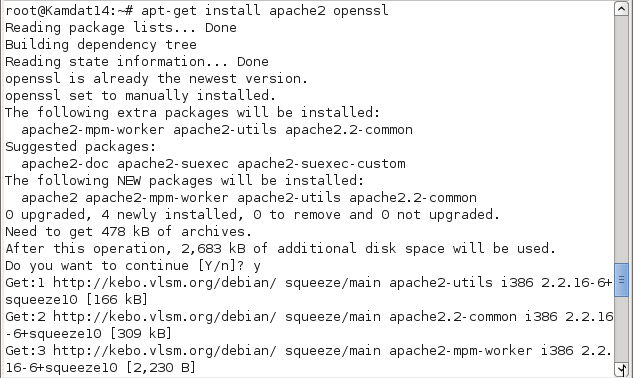 root@Kamdat14:~# apt-get install apache2 openssl
Reading package lists... Done
Building dependency tree
Reading state information... Done
openssl is already the newest version.
openssl set to manually installed.
The following extra packages will be installed:
  apache2-mpm-worker apache2-utils apache2.2-common
Suggested packages:
  apache2-doc apache2-suexec apache2-suexec-custom
The following NEW packages will be installed:
  apache2 apache2-mpm-worker apache2-utils apache2.2-common
0 upgraded, 4 newly installed, 0 to remove and 0 not upgraded.
Need to get 478 kB of archives.
After this operation, 2,683 kB of additional disk space will be used.
Do you want to continue [Y/n]? y
Get:1 http://kebo.vlsm.org/debian/ squeeze/main apache2-utils i386 2.2.16-6+
squeeze10 [166 kB]
Get:2 http://kebo.vlsm.org/debian/ squeeze/main apache2.2-common i386 2.2.16
-6+squeeze10 [309 kB]
Get:3 http://kebo.vlsm.org/debian/ squeeze/main apache2-mpm-worker i386 2.2.
16-6+squeeze10 [2,230 B]